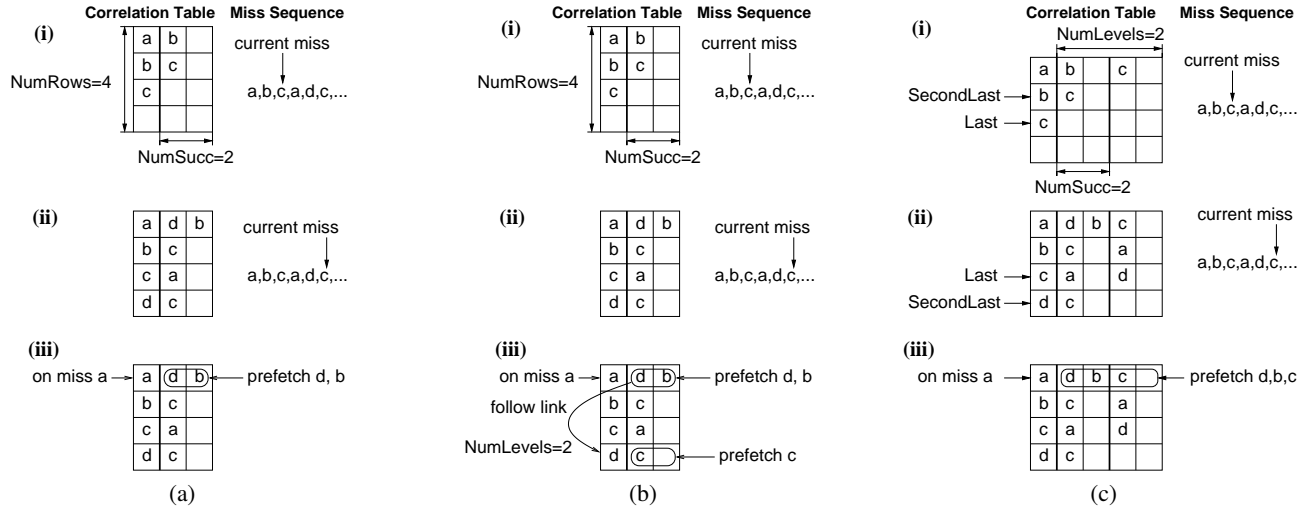 Correlation Table Miss Sequence
(i)
a b
current miss
b c
NumRows=4
c
a,b,c,a,d,c,...
NumSucc=2
(ii)
a d b
current miss
b c
c a
a,b,c,a,d,c,...
d c
(iii)
on miss a
a d b
prefetch d, b
b c
c a
d c
(a)
Correlation Table Miss Sequence
(i)
a b
current miss
b c
NumRows=4
c
a,b,c,a,d,c,...
NumSucc=2
(ii)
a d b
current miss
b c
c a
a,b,c,a,d,c,...
d c
(iii)
on miss a
a d b
prefetch d, b
follow link
b c
c a
NumLevels=2
d c
prefetch c
(b)
Correlation Table Miss Sequence
(i)
NumLevels=2
a b c
current miss
SecondLast
b c
a,b,c,a,d,c,...
Last
c
NumSucc=2
(ii)
current miss
a d b c
b c a
a,b,c,a,d,c,...
Last
c a d
SecondLast
d c
(iii)
on miss a
a d b c
prefetch d,b,c
b c a
c a d
d c
(c)